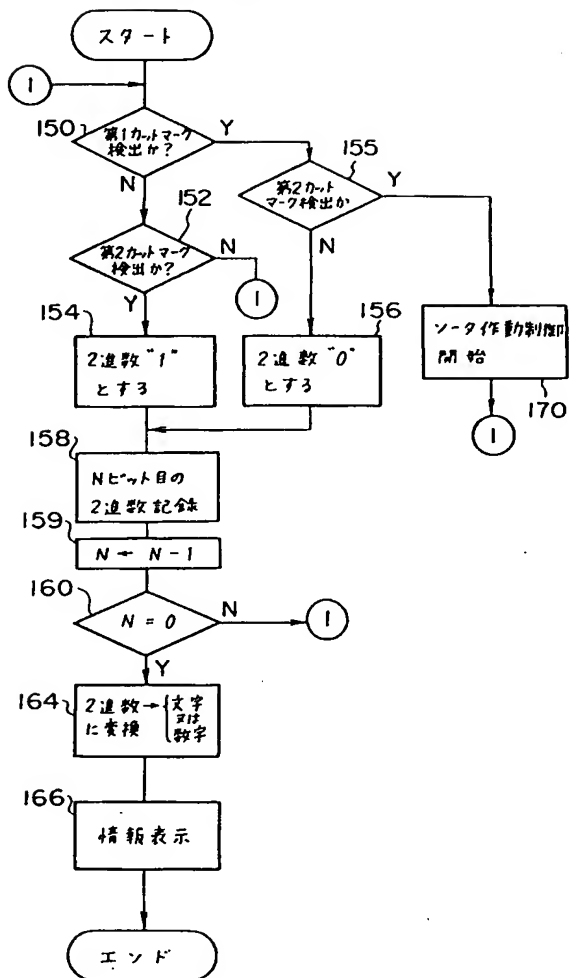 スタート
1
150
第1カットマーク
検出か?
Y
N
155
第2カット
マーク検出か
Y
N
152
第2カットマーク
検出か?
N
Y
1
154
2進数"1"
とする
156
2進数"0"
とする
ソータ作動制御
開始
170
1
158
Nビット目の
2進数記録
159
N ← N-1
160
N = 0
N
1
Y
164
2進数→{文字
又は
に変換 数字
166
情報表示
エンド